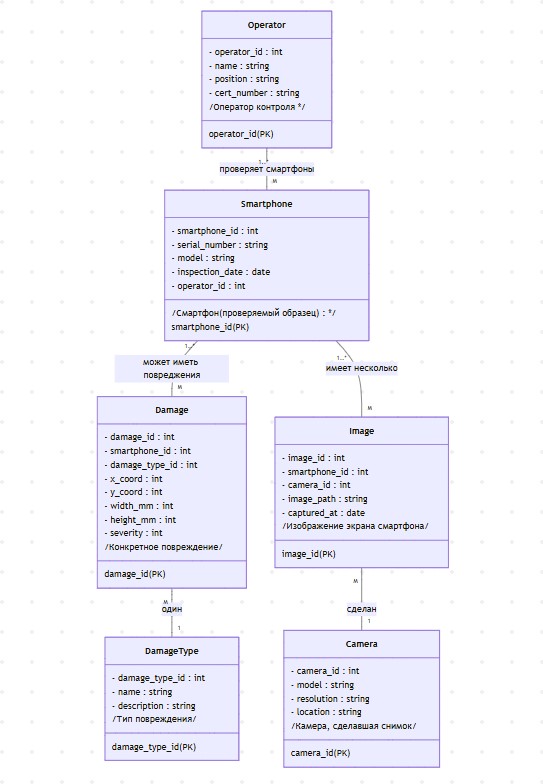 Operator
- operator_id : int
- name : string
- position : string
- cert_number : string
/Оператор контроля */
operator_id(PK)
1..*
проверяет смартфоны
M
Smartphone
- smartphone_id : int
- serial_number : string
- model : string
- inspection_date : date
- operator_id : int
/Смартфон(проверяемый образец) : */
smartphone_id(PK)
1..*
может иметь
повреджения
M
1..*
имеет несколько
M
Damage
- damage_id : int
- smartphone_id : int
- damage_type_id : int
- x_coord : int
- y_coord : int
- width_mm : int
- height_mm : int
- severity : int
/Конкретное повреждение/
damage_id(PK)
Image
- image_id : int
- smartphone_id : int
- camera_id : int
- image_path : string
- captured_at : date
/Изображение экрана смартфона/
image_id(PK)
M
один
1
M
сделан
1
DamageType
- damage_type_id : int
- name : string
- description : string
/Тип повреждения/
damage_type_id(PK)
Camera
- camera_id : int
- model : string
- resolution : string
- location : string
/Камера, сделавшая снимок/
camera_id(PK)